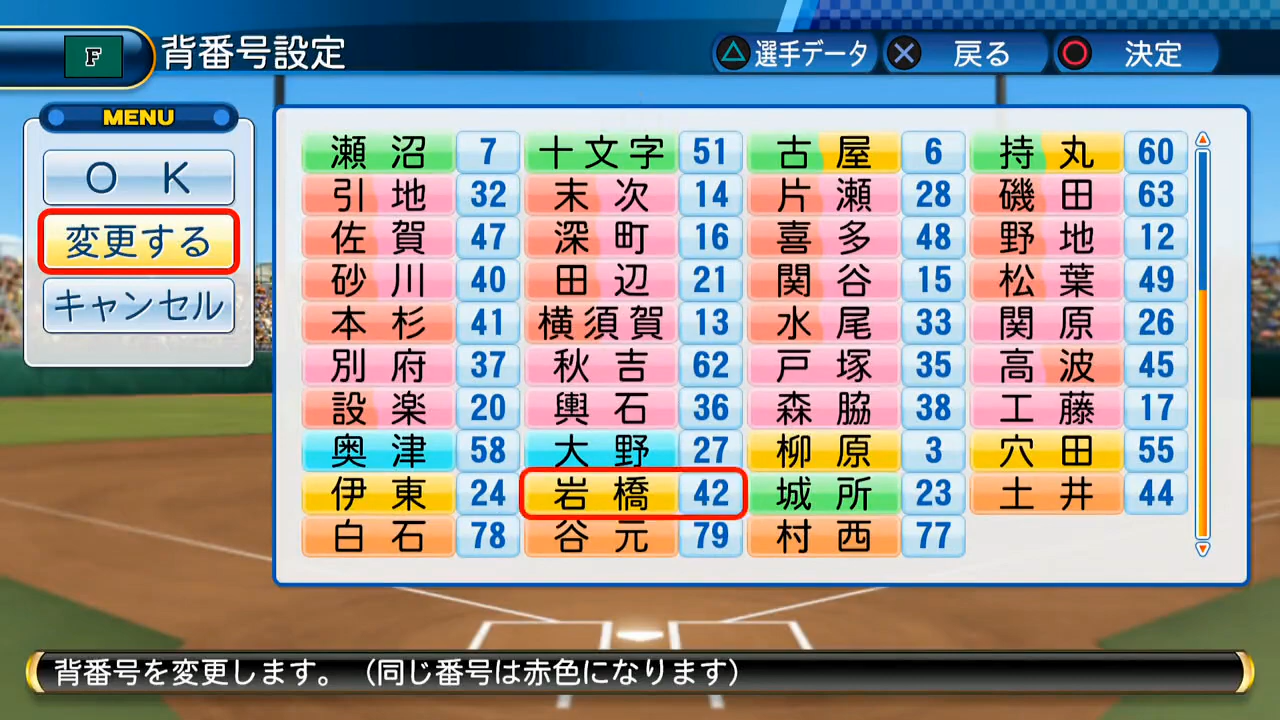 F 背番号設定 選手データ 戻る 決定
MENU
OK
変更する
キャンセル
瀬沼 7 十文字 51 古屋 6 持丸 60
引地 32 末次 14 片瀬 28 磯田 63
佐賀 47 深町 16 喜多 48 野地 12
砂川 40 田辺 21 関谷 15 松葉 49
本杉 41 横須賀 13 水尾 33 関原 26
別府 37 秋吉 62 戸塚 35 高波 45
設楽 20 輿石 36 森脇 38 工藤 17
奥津 58 大野 27 柳原 3 穴田 55
伊東 24 岩橋 42 城所 23 土井 44
白石 78 谷元 79 村西 77
背番号を変更します。（同じ番号は赤色になります）